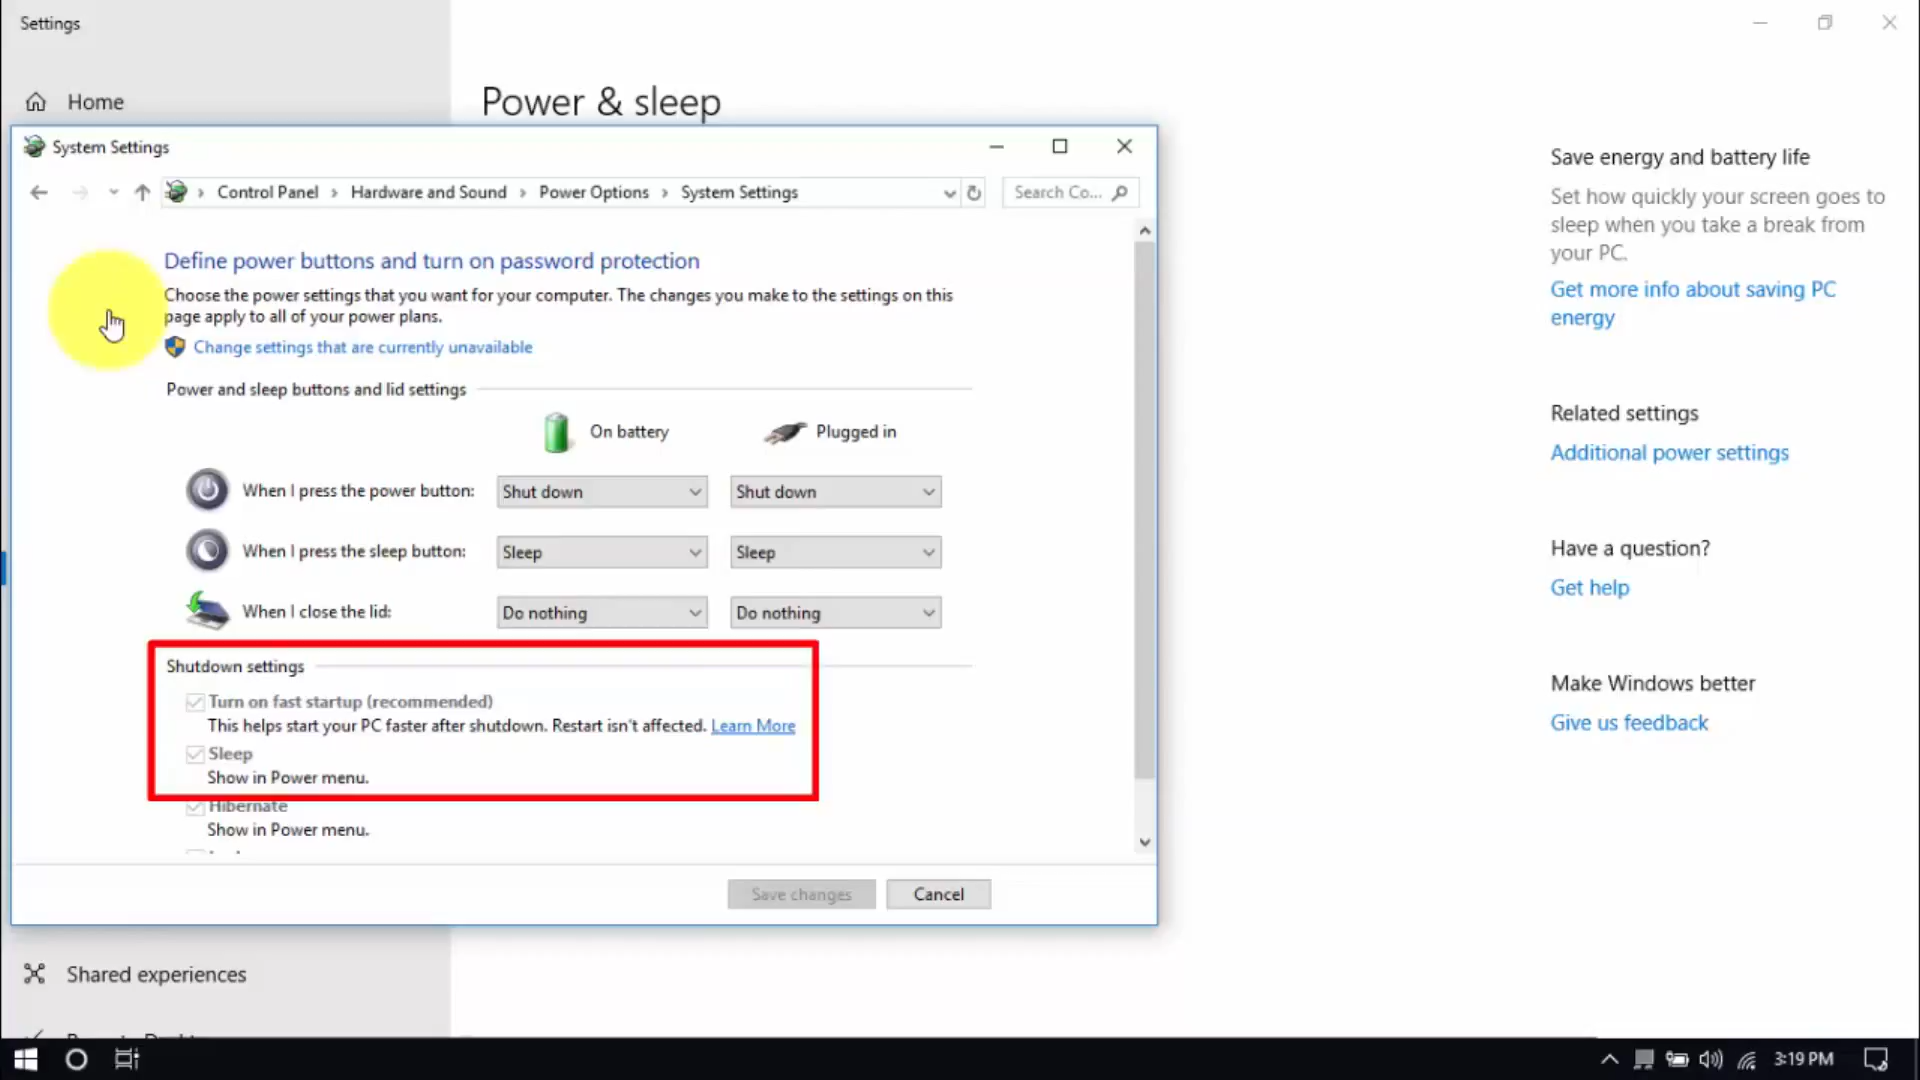 Settings
Home
Power & sleep
System Settings
Control Panel > Hardware and Sound > Power Options > System Settings
Search Co...
Define power buttons and turn on password protection
Choose the power settings that you want for your computer. The changes you make to the settings on this
page apply to all of your power plans.
Change settings that are currently unavailable
Power and sleep buttons and lid settings
On battery
Plugged in
When I press the power button:
Shut down
Shut down
When I press the sleep button:
Sleep
Sleep
When I close the lid:
Do nothing
Do nothing
Shutdown settings
Turn on fast startup (recommended)
This helps start your PC faster after shutdown. Restart isn't affected. Learn More
Sleep
Show in Power menu.
Hibernate
Show in Power menu.
Save changes
Cancel
Shared experiences
Save energy and battery life
Set how quickly your screen goes to
sleep when you take a break from
your PC.
Get more info about saving PC
energy
Related settings
Additional power settings
Have a question?
Get help
Make Windows better
Give us feedback
3:19 PM